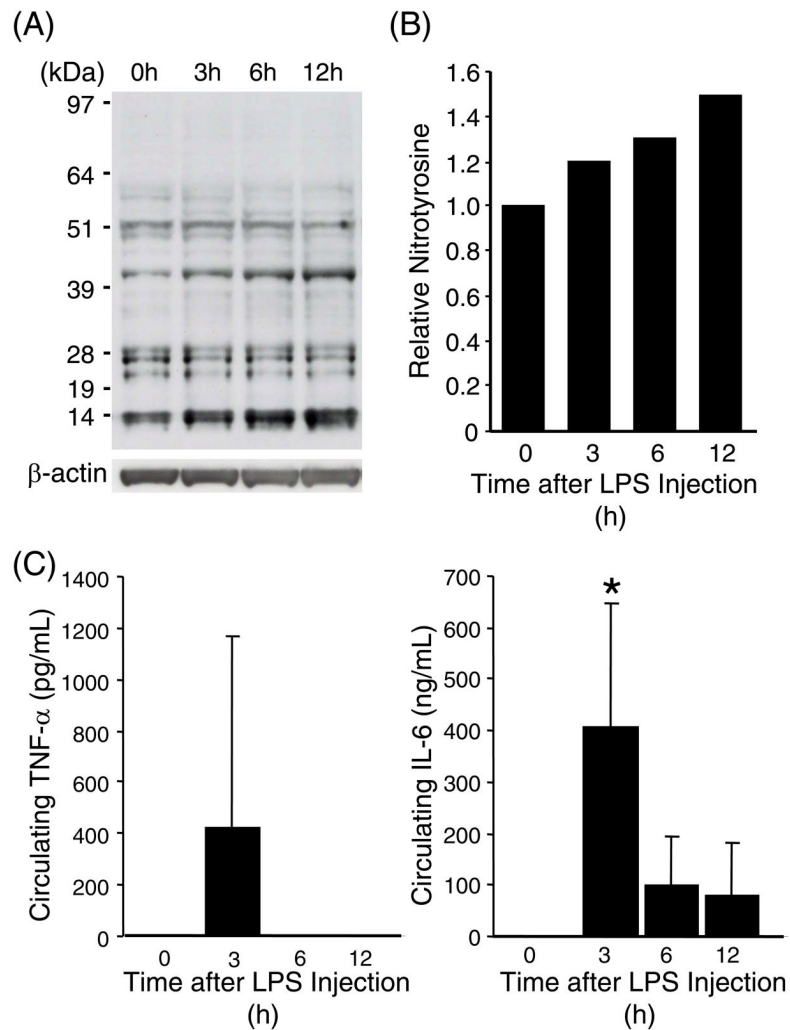 (A)
(kDa) 0h 3h 6h 12h
97
64
51
39
28
19
14
β-actin
(B)
Relative Nitrotyrosine
1.6
1.4
1.2
1.0
0.8
0.6
0.4
0.2
0
0 3 6 12
Time after LPS Injection
(h)
(C)
Circulating TNF-α (pg/mL)
1400
1200
1000
800
600
400
200
0
0 3 6 12
Time after LPS Injection
(h)
Circulating IL-6 (ng/mL)
700
600
500
400
300
200
100
0
*
0 3 6 12
Time after LPS Injection
(h)